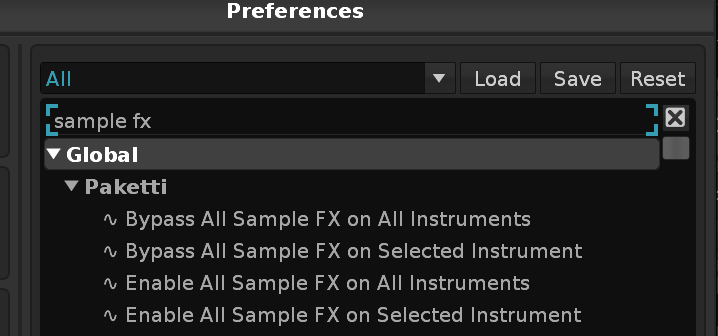 Preferences
All
Load
Save
Reset
sample fx
Global
Paketti
Bypass All Sample FX on All Instruments
Bypass All Sample FX on Selected Instrument
Enable All Sample FX on All Instruments
Enable All Sample FX on Selected Instrument